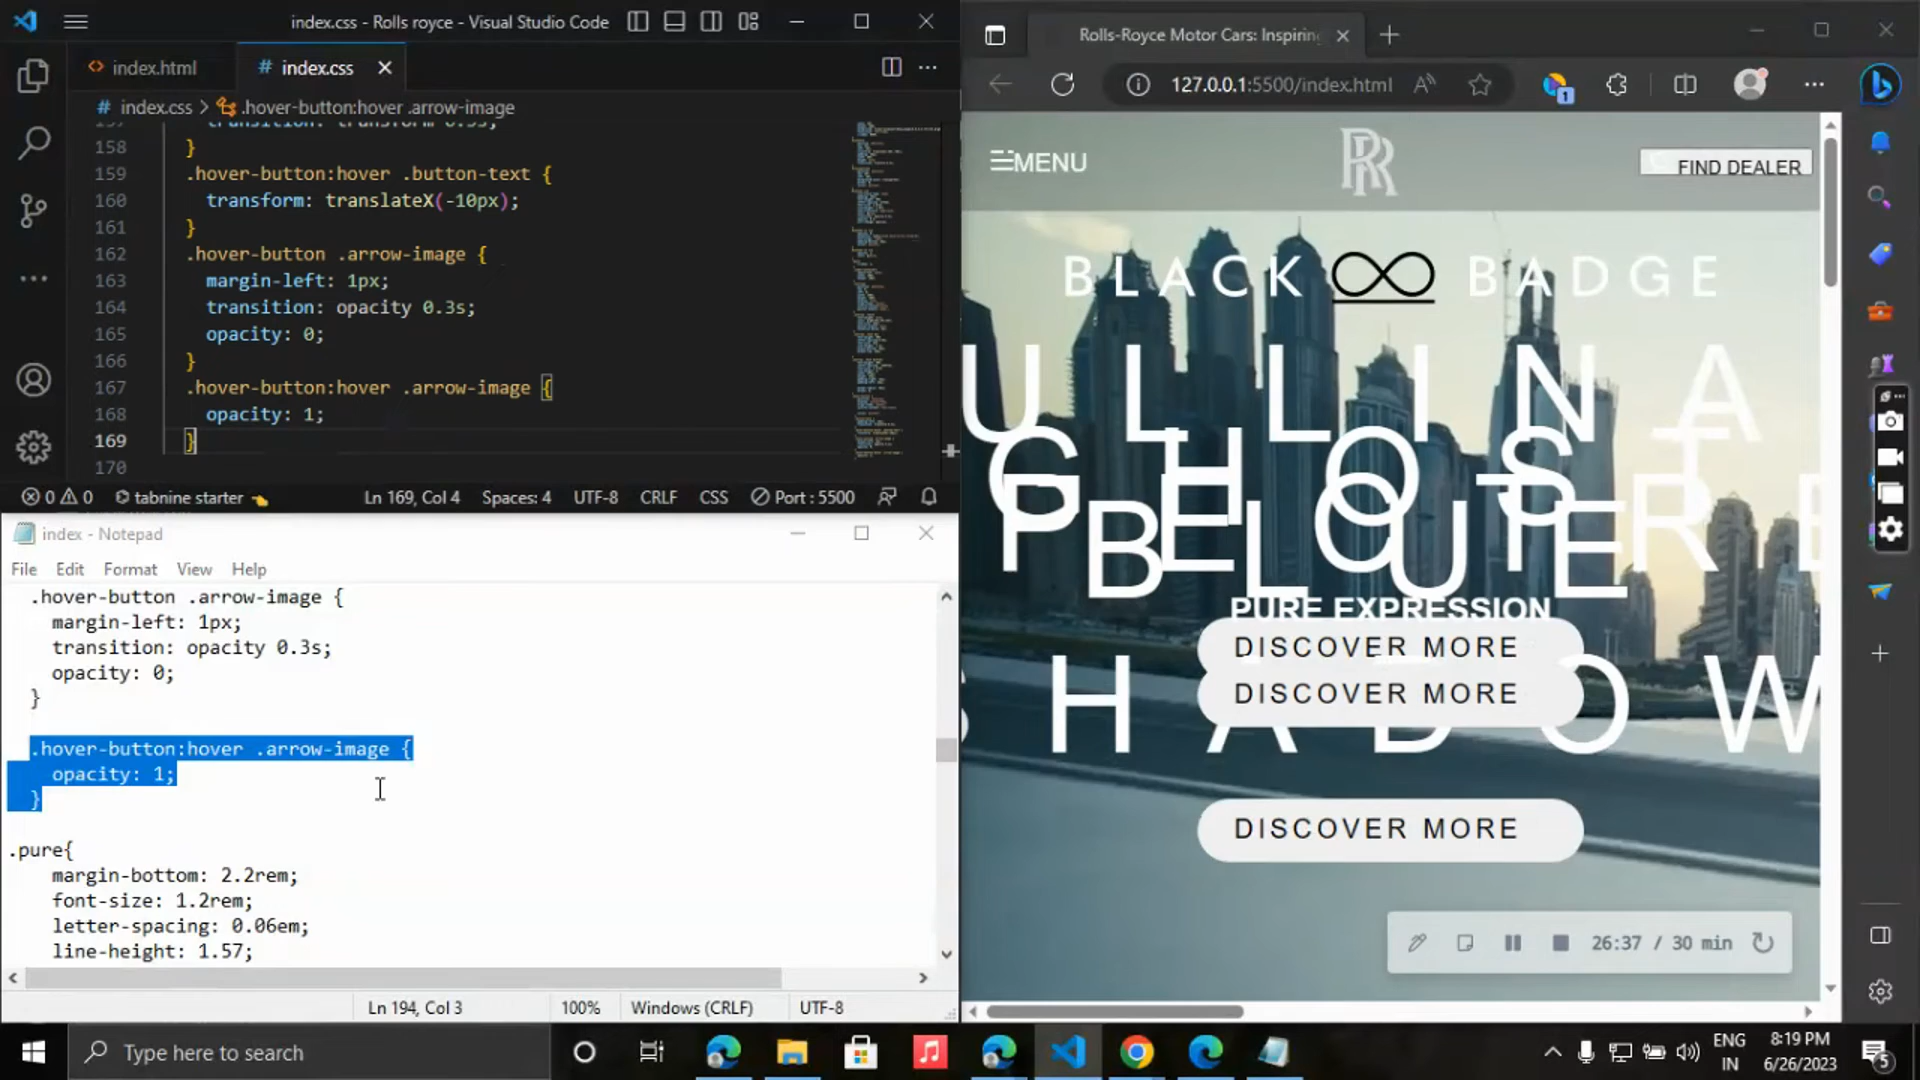 index.css - Rolls royce - Visual Studio Code
index.html
index.css
index.css > .hover-button:hover .arrow-image
158 }
159 .hover-button:hover .button-text {
160 transform: translateX(-10px);
161 }
162 .hover-button .arrow-image {
163 margin-left: 1px;
164 transition: opacity 0.3s;
165 opacity: 0;
166 }
167 .hover-button:hover .arrow-image {
168 opacity: 1;
169 }
170
0 0 tabnine starter Ln 169, Col 4 Spaces: 4 UTF-8 CRLF CSS Port : 5500
index - Notepad
File Edit Format View Help
.hover-button .arrow-image {
margin-left: 1px;
transition: opacity 0.3s;
opacity: 0;
}
.hover-button:hover .arrow-image {
opacity: 1;
}
.pure{
margin-bottom: 2.2rem;
font-size: 1.2rem;
letter-spacing: 0.06em;
line-height: 1.57;
Ln 194, Col 3 100% Windows (CRLF) UTF-8
Rolls-Royce Motor Cars: Inspiring
127.0.0.1:5500/index.html
1
MENU
FIND DEALER
BLACK BADGE
ULLINA
GHOST
PURE EXPRESSION
DISCOVER MORE
DISCOVER MORE
SHADOW
DISCOVER MORE
26:37 / 30 min
Type here to search
ENG
IN
8:19 PM
6/26/2023
5